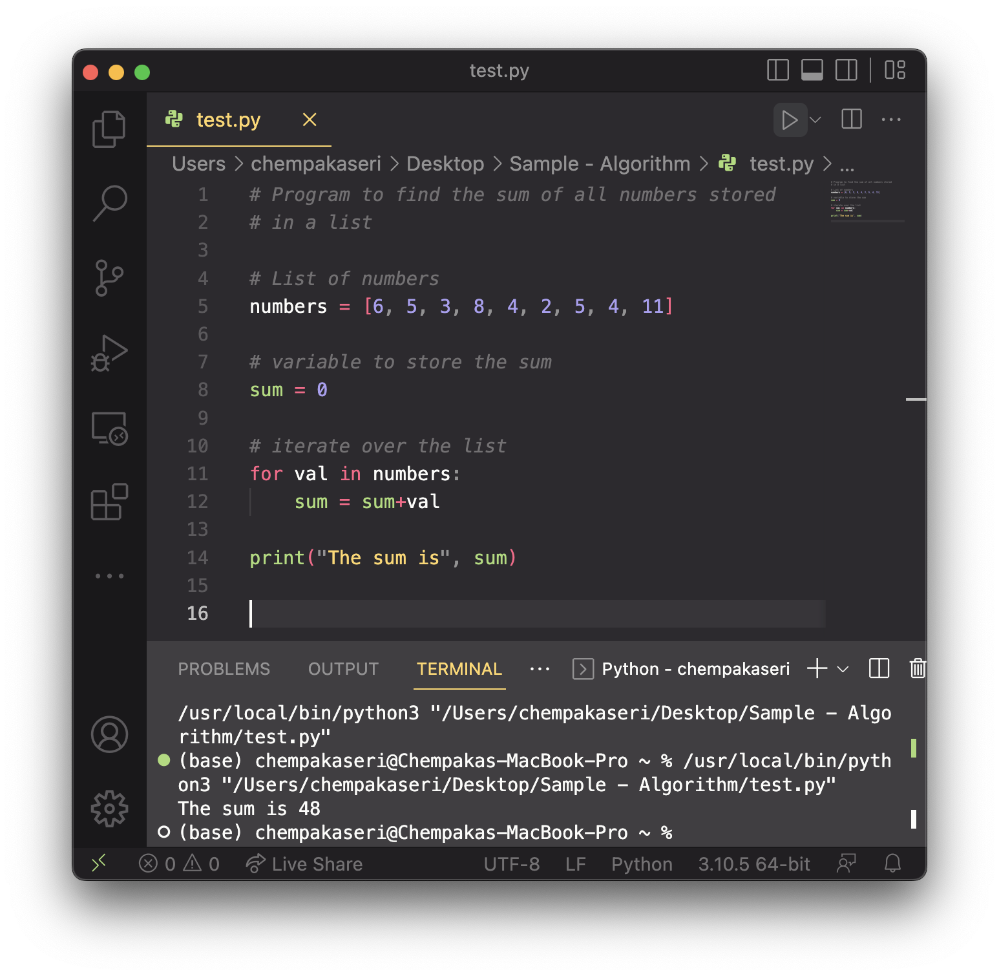 test.py
test.py
Users > chempakaseri > Desktop > Sample - Algorithm > test.py > ...
1 # Program to find the sum of all numbers stored
2 # in a list
3
4 # List of numbers
5 numbers = [6, 5, 3, 8, 4, 2, 5, 4, 11]
6
7 # variable to store the sum
8 sum = 0
9
10 # iterate over the list
11 for val in numbers:
12     sum = sum+val
13
14 print("The sum is", sum)
15
16
PROBLEMS OUTPUT TERMINAL ... Python - chempakaseri
/usr/local/bin/python3 "/Users/chempakaseri/Desktop/Sample - Algo
rithm/test.py"
(base) chempakaseri@Chempakas-MacBook-Pro ~ % /usr/local/bin/pyth
on3 "/Users/chempakaseri/Desktop/Sample - Algorithm/test.py"
The sum is 48
(base) chempakaseri@Chempakas-MacBook-Pro ~ %
0 0 Live Share UTF-8 LF Python 3.10.5 64-bit